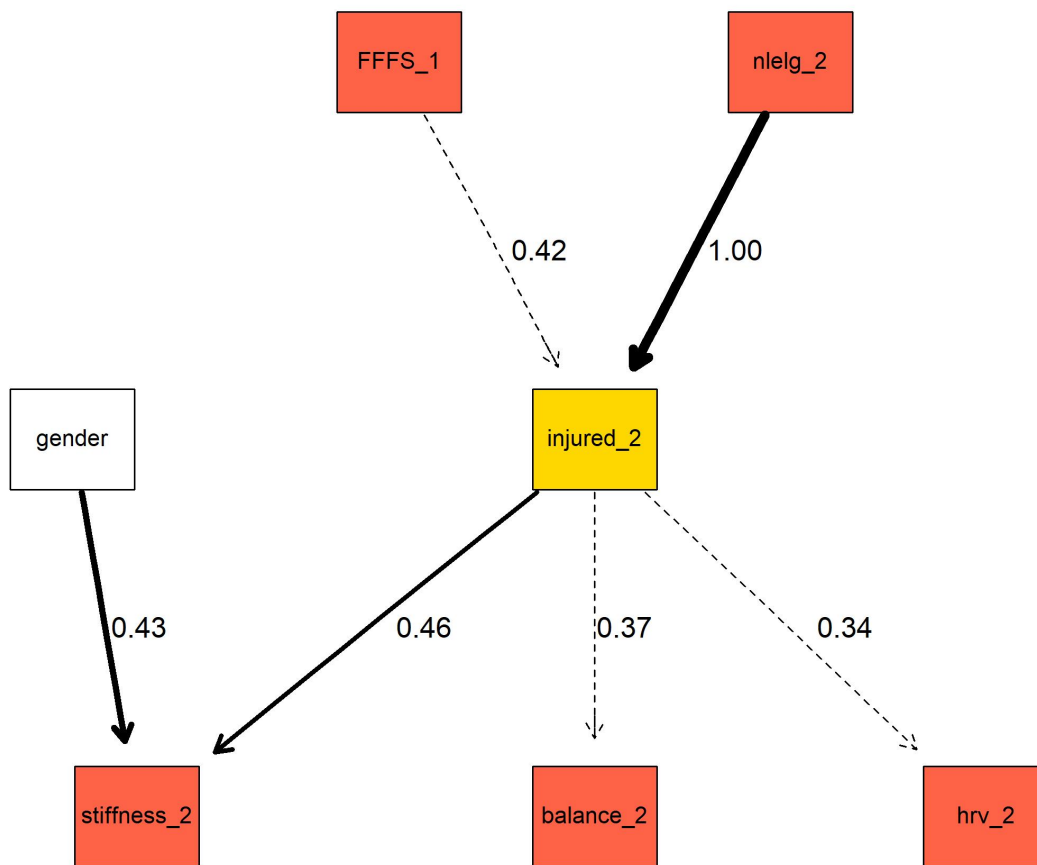 FFFS_1
nlelg_2
0.42
1.00
gender
injured_2
0.43
0.46
0.37
0.34
stiffness_2
balance_2
hrv_2